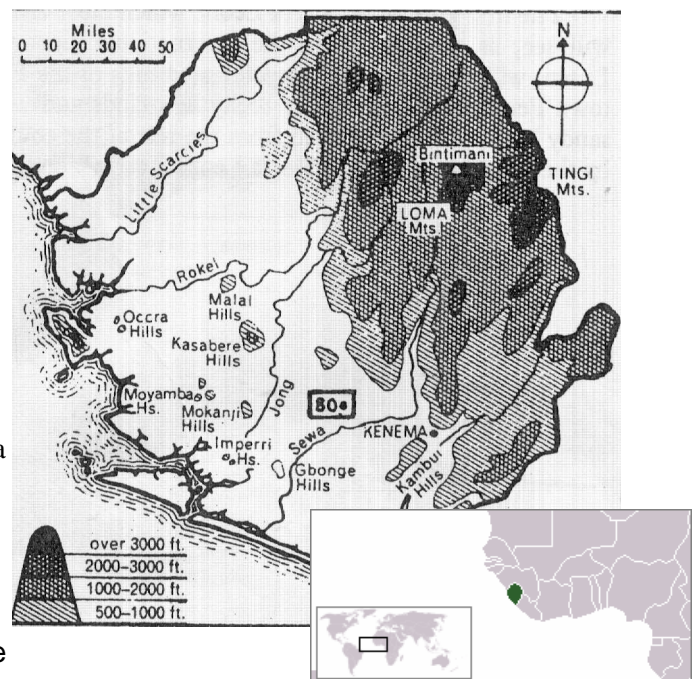 Miles
0 10 20 30 40 50
N
Little Scarcies
Bintimani
TINGI
Mts.
LOMA
Mts
Rokel
Malal
Hills
Occra
Hills
Kasabere
Hills
Moyamba
Hs.
Mokanji
Hills
Jong
BO
Sewa
KENEMA
Imperri
Hs.
Gbonge
Hills
Kambui
Hills
a
over 3000 ft.
2000–3000 ft.
1000–2000 ft.
500–1000 ft.
e